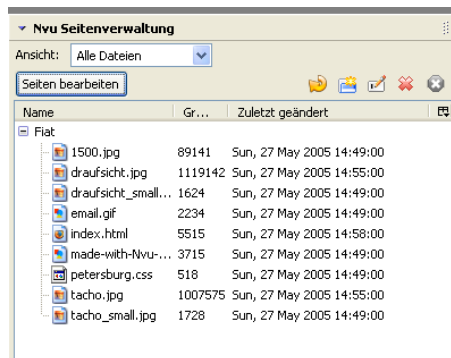 Nvu Seitenverwaltung
Ansicht: Alle Dateien
Seiten bearbeiten
Name Gr... Zuletzt geändert
Fiat
1500.jpg 89141 Sun, 27 May 2005 14:49:00
draufsicht.jpg 1119142 Sun, 27 May 2005 14:55:00
draufsicht_small... 1624 Sun, 27 May 2005 14:49:00
email.gif 2234 Sun, 27 May 2005 14:49:00
index.html 5515 Sun, 27 May 2005 14:58:00
made-with-Nvu-... 3715 Sun, 27 May 2005 14:49:00
petersburg.css 518 Sun, 27 May 2005 14:49:00
tacho.jpg 1007575 Sun, 27 May 2005 14:55:00
tacho_small.jpg 1728 Sun, 27 May 2005 14:49:00